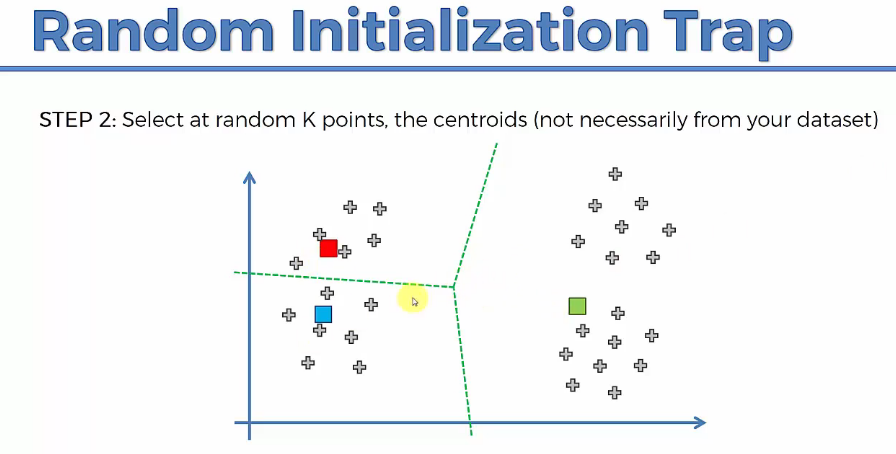 Random Initialization Trap
STEP 2: Select at random K points, the centroids (not necessarily from your dataset)